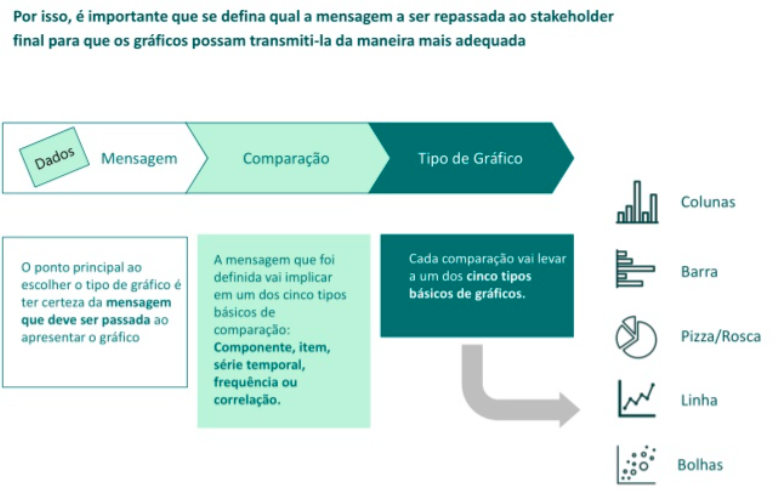 Por isso, é importante que se defina qual a mensagem a ser repassada ao stakeholder
final para que os gráficos possam transmiti-la da maneira mais adequada
Dados
Mensagem
Comparação
Tipo de Gráfico
O ponto principal ao
escolher o tipo de gráfico é
ter certeza da mensagem
que deve ser passada ao
apresentar o gráfico
A mensagem que foi
definida vai implicar
em um dos cinco tipos
básicos de
comparação:
Componente, item,
série temporal,
frequência ou
correlação.
Cada comparação vai levar
a um dos cinco tipos
básicos de gráficos.
Colunas
Barra
Pizza/Rosca
Linha
Bolhas